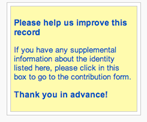 Please help us improve this
record
If you have any supplemental
information about the identity
listed here, please click in this
box to go to the contribution form.
Thank you in advance!